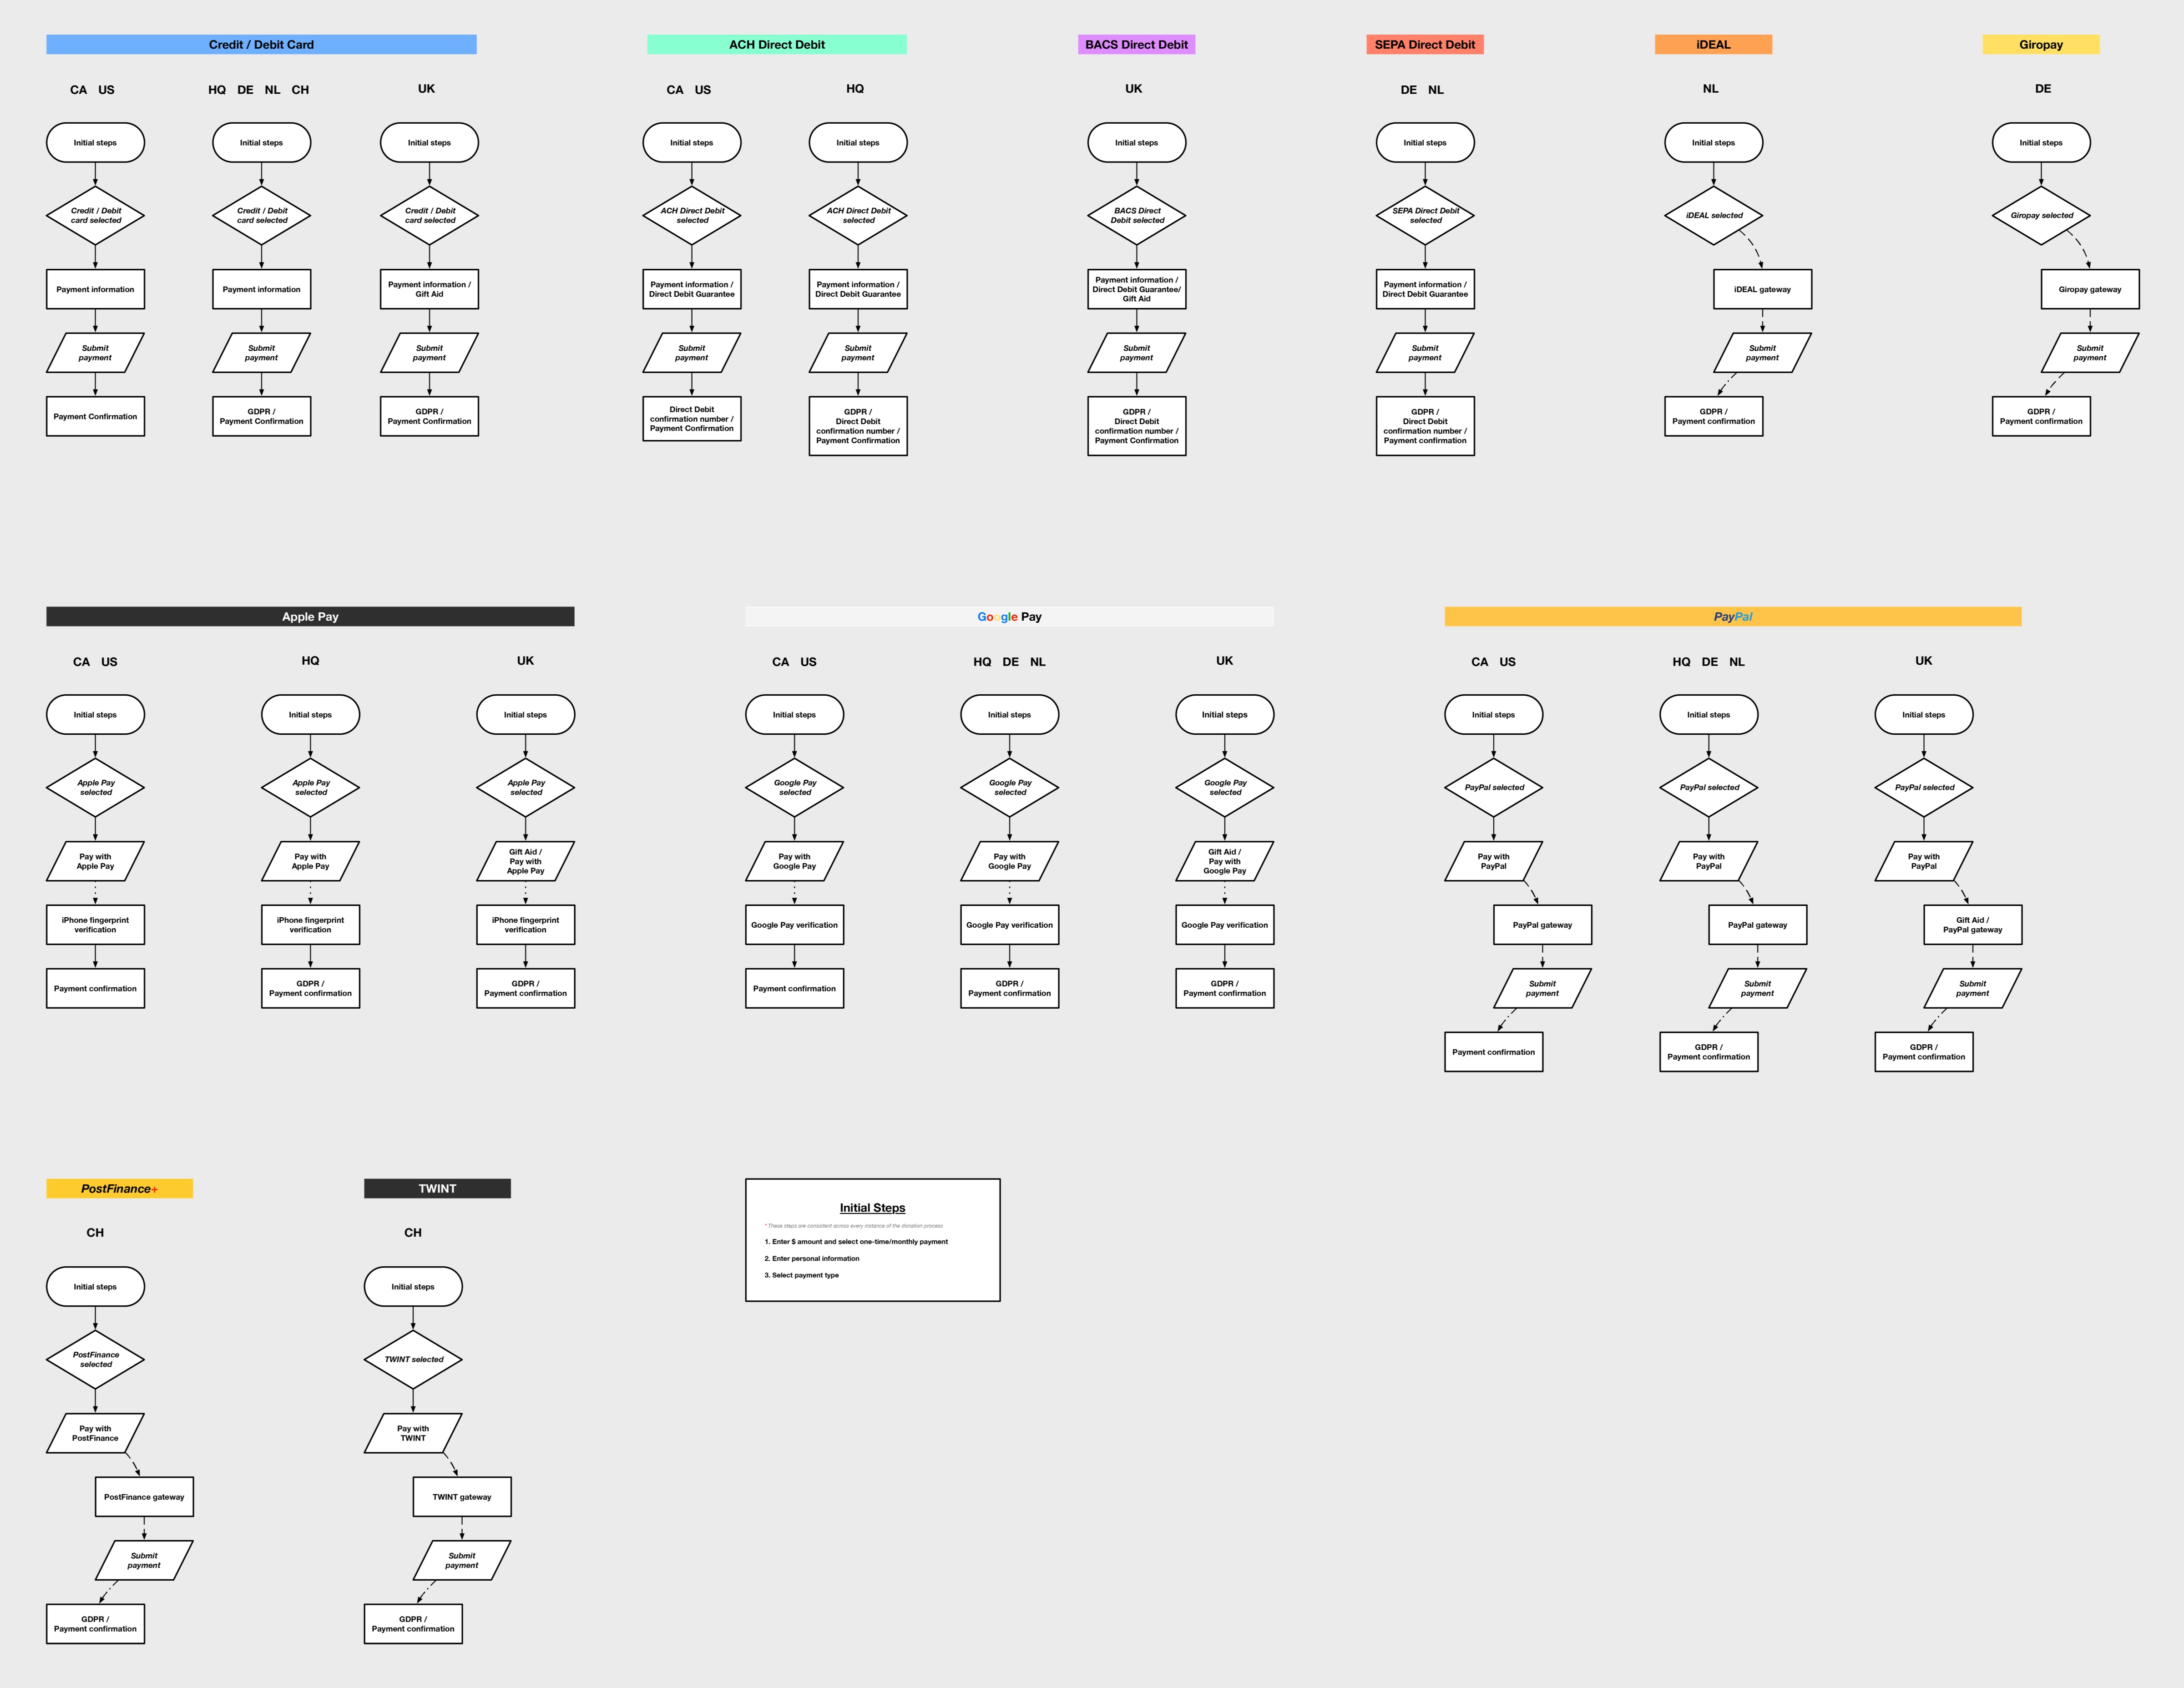 Credit / Debit Card
CA US
Initial steps
Credit / Debit
card selected
Payment information
Submit
payment
Payment Confirmation
HQ DE NL CH
Initial steps
Credit / Debit
card selected
Payment information
Submit
payment
GDPR /
Payment Confirmation
UK
Initial steps
Credit / Debit
card selected
Payment information /
Gift Aid
Submit
payment
GDPR /
Payment Confirmation
ACH Direct Debit
CA US
Initial steps
ACH Direct Debit
selected
Payment information /
Direct Debit Guarantee
Submit
payment
Direct Debit
confirmation number /
Payment Confirmation
HQ
Initial steps
ACH Direct Debit
selected
Payment information /
Direct Debit Guarantee
Submit
payment
GDPR /
Direct Debit
confirmation number /
Payment Confirmation
BACS Direct Debit
UK
Initial steps
BACS Direct
Debit selected
Payment information /
Direct Debit Guarantee/
Gift Aid
Submit
payment
GDPR /
Direct Debit
confirmation number /
Payment Confirmation
SEPA Direct Debit
DE NL
Initial steps
SEPA Direct Debit
selected
Payment information /
Direct Debit Guarantee
Submit
payment
GDPR /
Direct Debit
confirmation number /
Payment confirmation
iDEAL
NL
Initial steps
iDEAL selected
iDEAL gateway
Submit
payment
GDPR /
Payment confirmation
Giropay
DE
Initial steps
Giropay selected
Giropay gateway
Submit
payment
GDPR /
Payment confirmation
Apple Pay
CA US
Initial steps
Apple Pay
selected
Pay with
Apple Pay
iPhone fingerprint
verification
Payment confirmation
HQ
Initial steps
Apple Pay
selected
Pay with
Apple Pay
iPhone fingerprint
verification
GDPR /
Payment confirmation
UK
Initial steps
Apple Pay
selected
Gift Aid /
Pay with
Apple Pay
iPhone fingerprint
verification
GDPR /
Payment confirmation
Google Pay
CA US
Initial steps
Google Pay
selected
Pay with
Google Pay
Google Pay verification
Payment confirmation
HQ DE NL
Initial steps
Google Pay
selected
Pay with
Google Pay
Google Pay verification
GDPR /
Payment confirmation
UK
Initial steps
Google Pay
selected
Gift Aid /
Pay with
Google Pay
Google Pay verification
GDPR /
Payment confirmation
PayPal
CA US
Initial steps
PayPal selected
Pay with
PayPal
PayPal gateway
Submit
payment
Payment confirmation
HQ DE NL
Initial steps
PayPal selected
Pay with
PayPal
PayPal gateway
Submit
payment
GDPR /
Payment confirmation
UK
Initial steps
PayPal selected
Pay with
PayPal
Gift Aid /
PayPal gateway
Submit
payment
GDPR /
Payment confirmation
PostFinance+
CH
Initial steps
PostFinance
selected
Pay with
PostFinance
PostFinance gateway
Submit
payment
GDPR /
Payment confirmation
TWINT
CH
Initial steps
TWINT selected
Pay with
TWINT
TWINT gateway
Submit
payment
GDPR /
Payment confirmation
Initial Steps
* These steps are consistent across every instance of the donation process
1. Enter $ amount and select one-time/monthly payment
2. Enter personal information
3. Select payment type